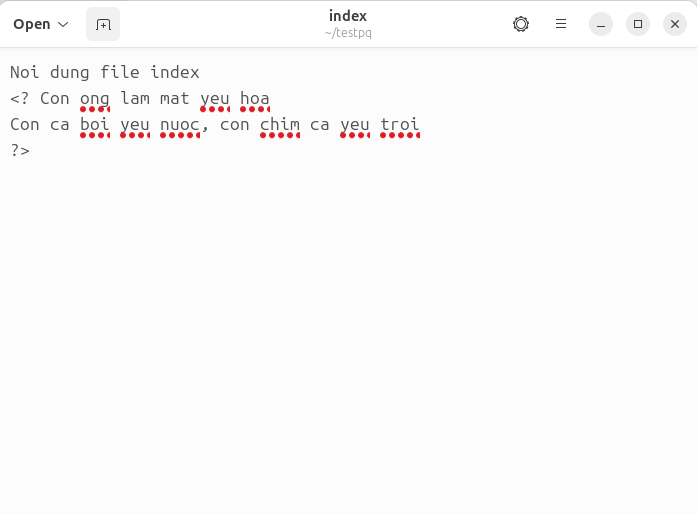 Open
index
~/testpq
Noi dung file index
<? Con ong lam mat yeu hoa
Con ca boi yeu nuoc, con chim ca yeu troi
?>